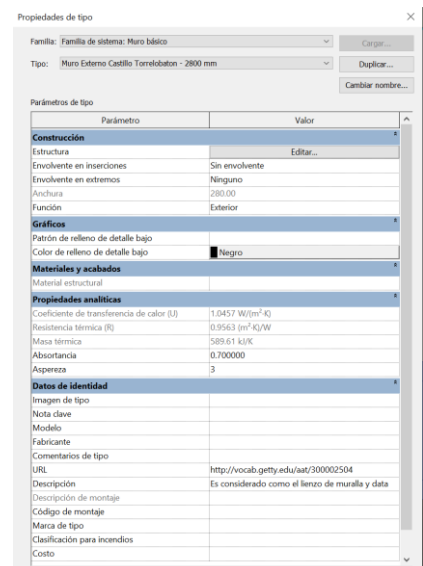 Propiedades de tipo
Familia: Familia de sistema: Muro básico Cargar...
Tipo: Muro Externo Castillo Torrelobaton - 2800 mm Duplicar...
Cambiar nombre...
Parámetros de tipo
Parámetro Valor
Construcción
Estructura Editar...
Envolvente en inserciones Sin envolvente
Envolvente en extremos Ninguno
Anchura 280.00
Función Exterior
Gráficos
Patrón de relleno de detalle bajo
Color de relleno de detalle bajo Negro
Materiales y acabados
Material estructural
Propiedades analíticas
Coeficiente de transferencia de calor (U) 1.0457 W/(m²·K)
Resistencia térmica (R) 0.9563 (m²·K)/W
Masa térmica 589.61 kJ/K
Absortancia 0.700000
Aspereza 3
Datos de identidad
Imagen de tipo
Nota clave
Modelo
Fabricante
Comentarios de tipo
URL http://vocab.getty.edu/aat/300002504
Descripción Es considerado como el lienzo de muralla y data
Descripción de montaje
Código de montaje
Marca de tipo
Clasificación para incendios
Costo